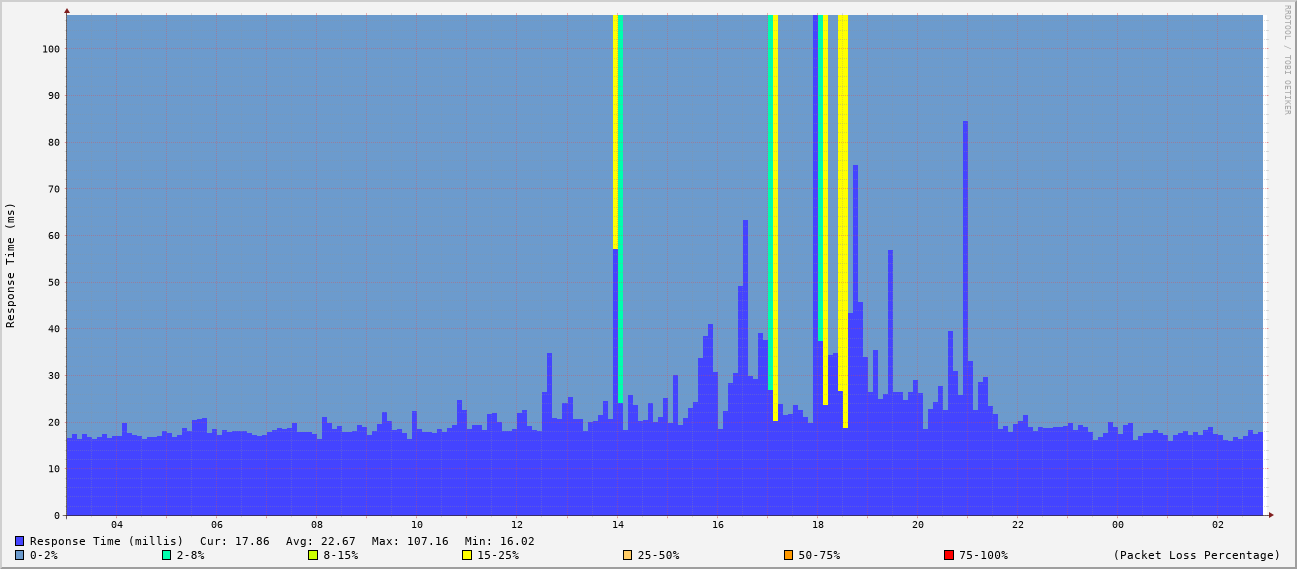 RRDTOOL / TOBI OETIKER
Response Time (ms)
100
90
80
70
60
50
40
30
20
10
0
04 06 08 10 12 14 16 18 20 22 00 02
Response Time (millis) Cur: 17.86 Avg: 22.67 Max: 107.16 Min: 16.02
0-2% 2-8% 8-15% 15-25% 25-50% 50-75% 75-100% (Packet Loss Percentage)